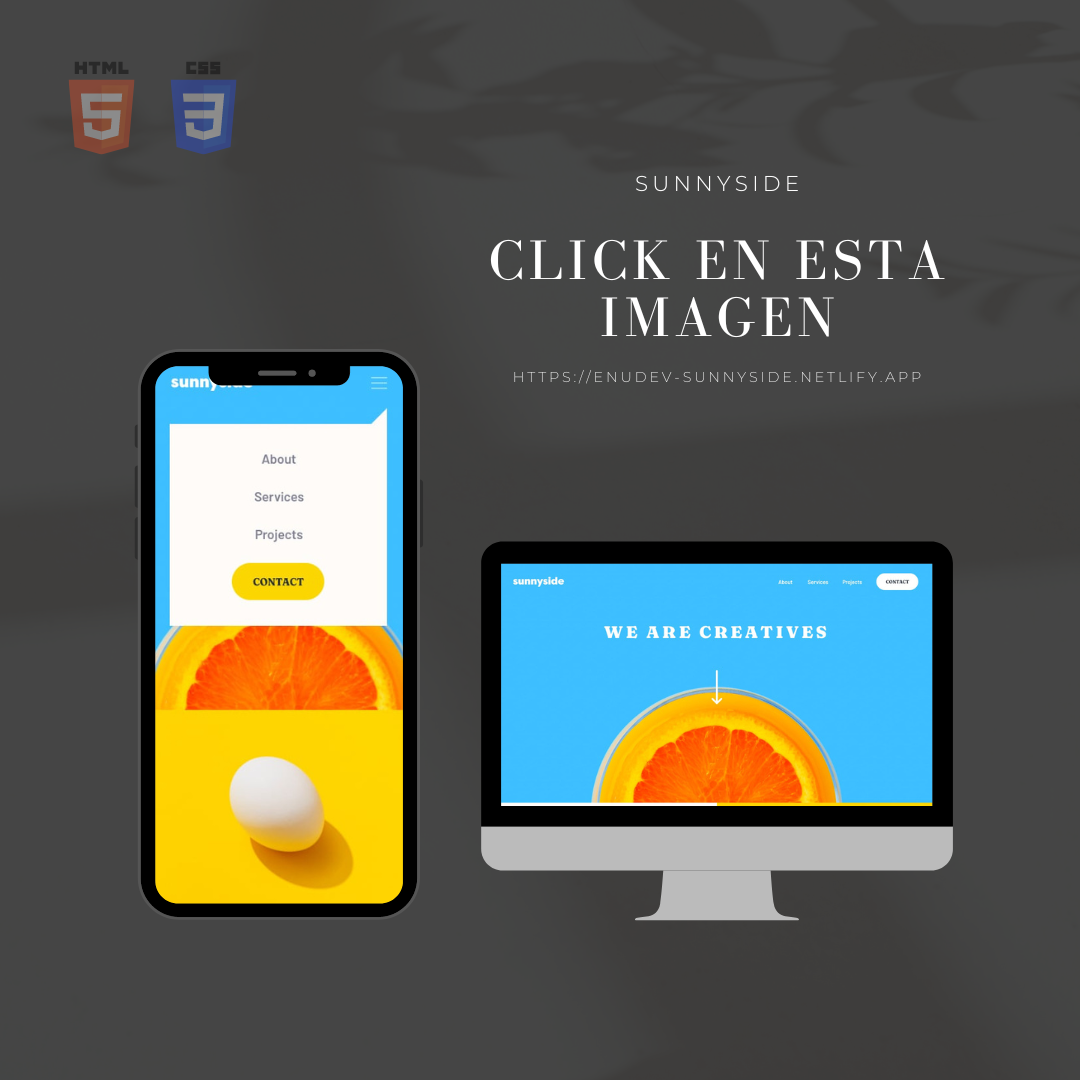 HTML
5
CSS
3
SUNNYSIDE
CLICK EN ESTA
IMAGEN
HTTPS://ENUDEV-SUNNYSIDE.NETLIFY.APP
sunnyside
About
Services
Projects
CONTACT
sunnyside
About Services Projects CONTACT
WE ARE CREATIVES